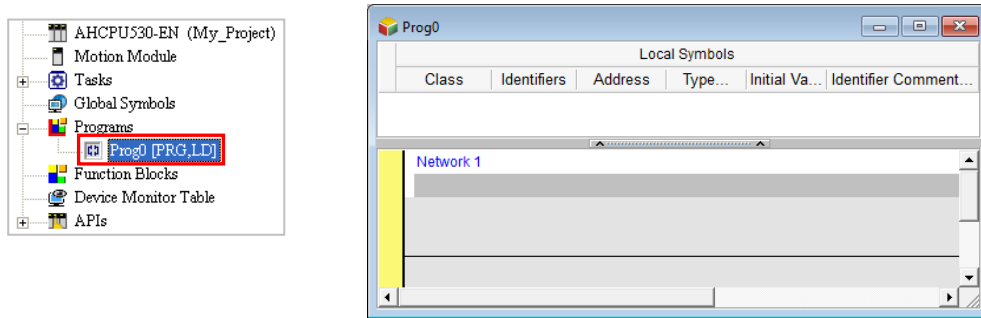 AHCPU530-EN (My_Project)
Motion Module
Tasks
Global Symbols
Programs
Prog0 [PRG,LD]
Function Blocks
Device Monitor Table
APIs
Prog0
Local Symbols
Class Identifiers Address Type... Initial Va... Identifier Comment...
Network 1